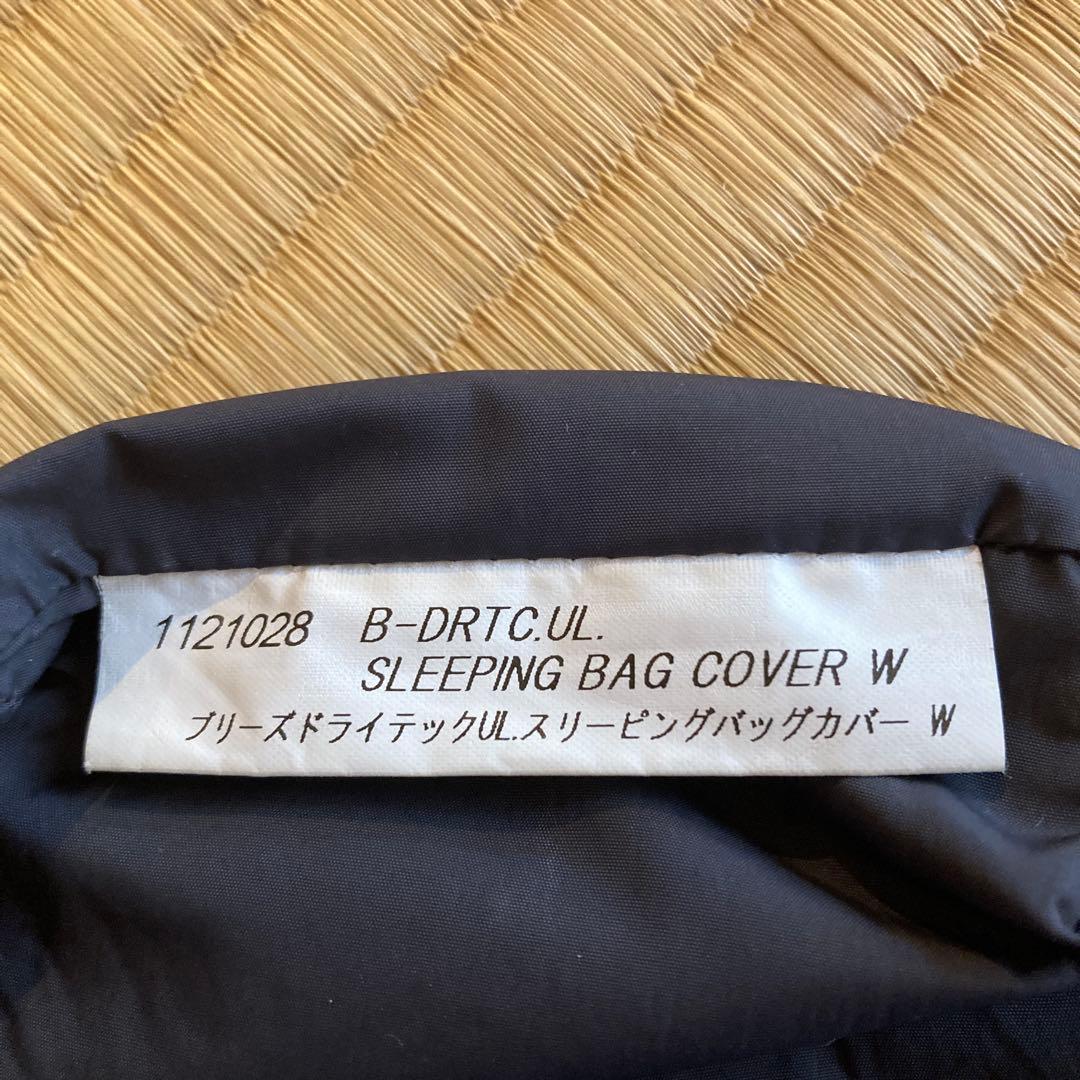 1121028 B-DRTC.UL.
SLEEPING BAG COVER W
ブリーズドライテックUL.スリーピングバッグカバー W